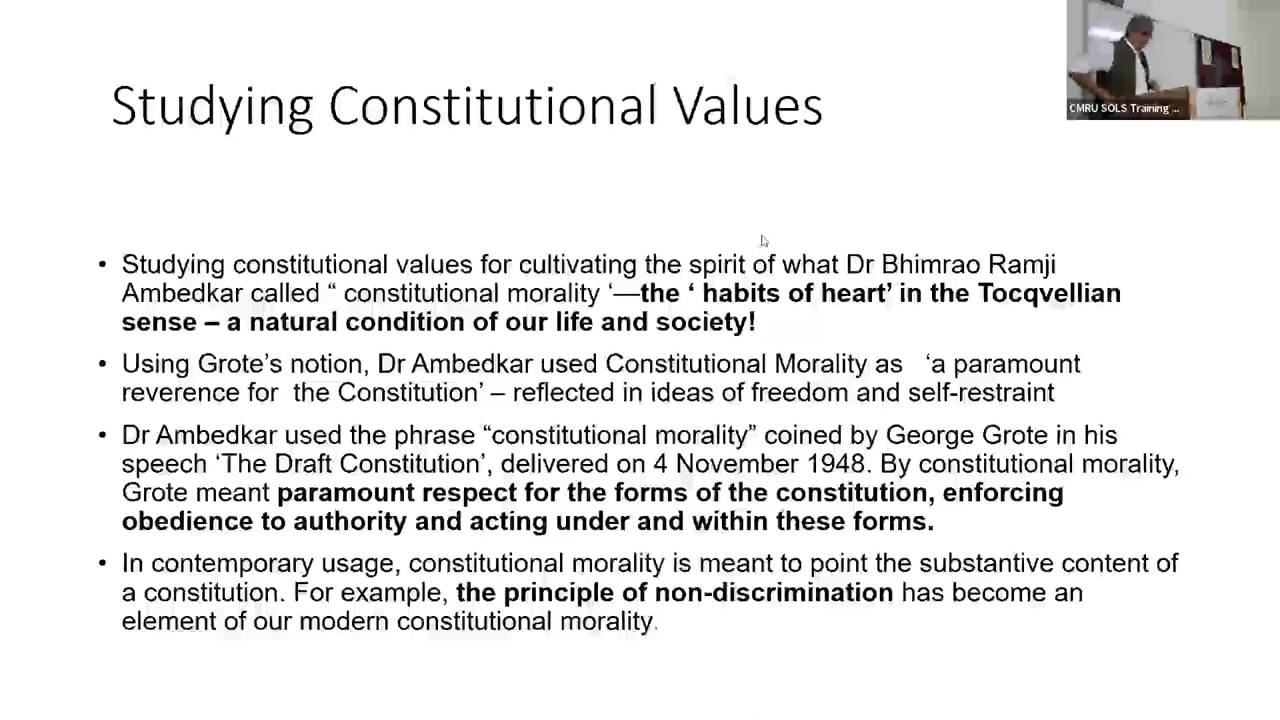 Studying Constitutional Values
CMRU SOLS Training ...
• Studying constitutional values for cultivating the spirit of what Dr Bhimrao Ramji
Ambedkar called “ constitutional morality ‘—the ‘ habits of heart’ in the Tocqvellian
sense – a natural condition of our life and society!
• Using Grote’s notion, Dr Ambedkar used Constitutional Morality as ‘a paramount
reverence for the Constitution’ – reflected in ideas of freedom and self-restraint
• Dr Ambedkar used the phrase “constitutional morality” coined by George Grote in his
speech ‘The Draft Constitution’, delivered on 4 November 1948. By constitutional morality,
Grote meant paramount respect for the forms of the constitution, enforcing
obedience to authority and acting under and within these forms.
• In contemporary usage, constitutional morality is meant to point the substantive content of
a constitution. For example, the principle of non-discrimination has become an
element of our modern constitutional morality.